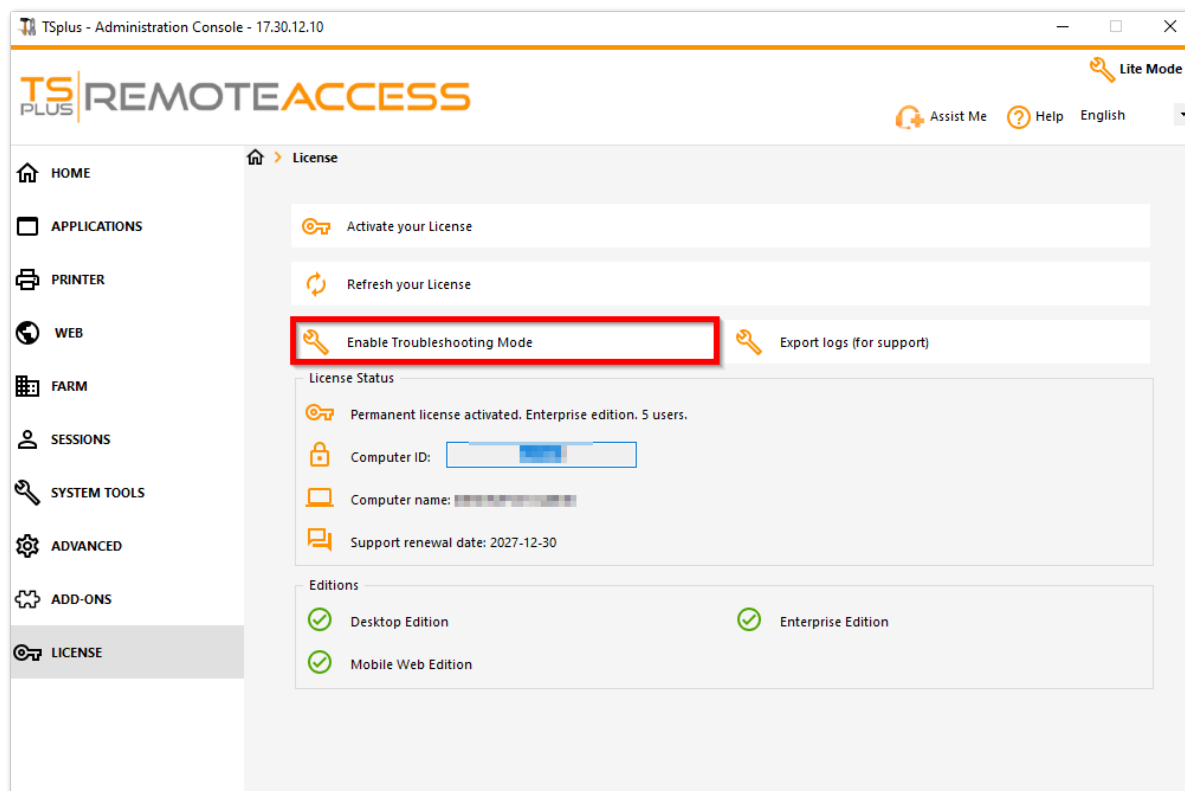 TSplus - Administration Console - 17.30.12.10
Lite Mode
TS PLUS REMOTEACCESS
Assist Me Help English
HOME
APPLICATIONS
PRINTER
WEB
FARM
SESSIONS
SYSTEM TOOLS
ADVANCED
ADD-ONS
LICENSE
License
Activate your License
Refresh your License
Enable Troubleshooting Mode Export logs (for support)
License Status
Permanent license activated. Enterprise edition. 5 users.
Computer ID:
Computer name:
Support renewal date: 2027-12-30
Editions
Desktop Edition Enterprise Edition
Mobile Web Edition